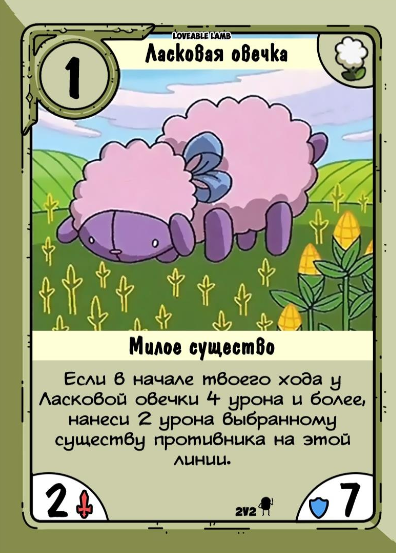 LOVEABLE LAMB
1
Ласковая овечка
Милое существо
Если в начале твоего хода у
Ласковой овечки 4 урона и более,
нанеси 2 урона выбранному
существу противника на этой
линии.
2
2V2
7